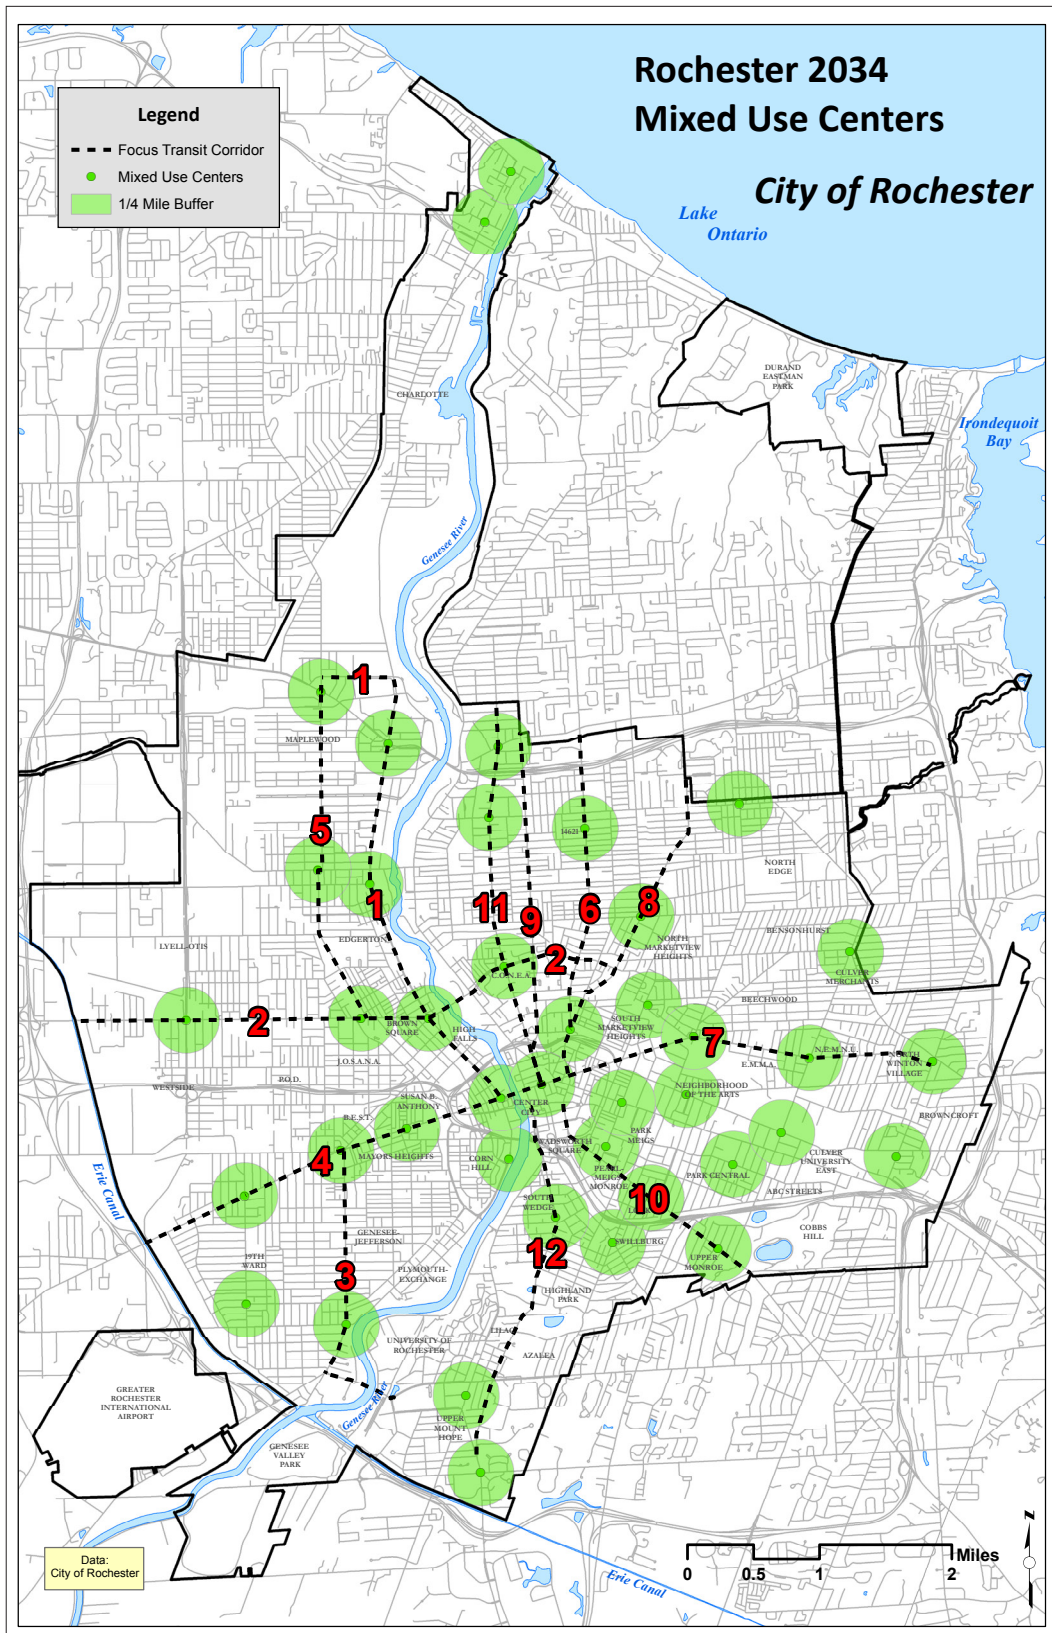 Rochester 2034
Mixed Use Centers
City of Rochester
Legend
Focus Transit Corridor
Mixed Use Centers
1/4 Mile Buffer
Lake
Ontario
DURAND
EASTMAN
PARK
Irondequoit
Bay
CHARLOTTE
Genesee River
1
MAPLEWOOD
5
14621
NORTH
EDGE
1
11
9
6
8
LYELL-OTIS
EDGERTON
NORTH
MARKETVIEW
HEIGHTS
BENSONHURST
2
C.O.N.E.A.
CULVER
MERCHANTS
BEECHWOOD
2
BROWN
SQUARE
HIGH
FALLS
SOUTH
MARKETVIEW
HEIGHTS
7
N.E.M.N.U.
NORTH
WINTON
VILLAGE
E.M.M.A.
J.O.S.A.N.A.
WESTSIDE
P.O.D.
SUSAN B.
ANTHONY
NEIGHBORHOOD
OF THE ARTS
CENTER
CITY
BROWNCROFT
B.E.S.T.
PARK
MEIGS
WADSWORTH
SQUARE
4
MAYORS HEIGHTS
CORN
HILL
PEARL-
MEIGS-
MONROE
PARK CENTRAL
CULVER
UNIVERSITY
EAST
Erie Canal
10
ABC STREETS
SOUTH
WEDGE
COBBS
HILL
GENESEE-
JEFFERSON
SWILLBURG
12
UPPER
MONROE
19TH
WARD
3
PLYMOUTH-
EXCHANGE
HIGHLAND
PARK
LILAC
UNIVERSITY OF
ROCHESTER
AZALEA
GREATER
ROCHESTER
INTERNATIONAL
AIRPORT
Genesee River
UPPER
MOUNT
HOPE
GENESEE
VALLEY
PARK
Data:
City of Rochester
Erie Canal
Miles
0 0.5 1 2
z